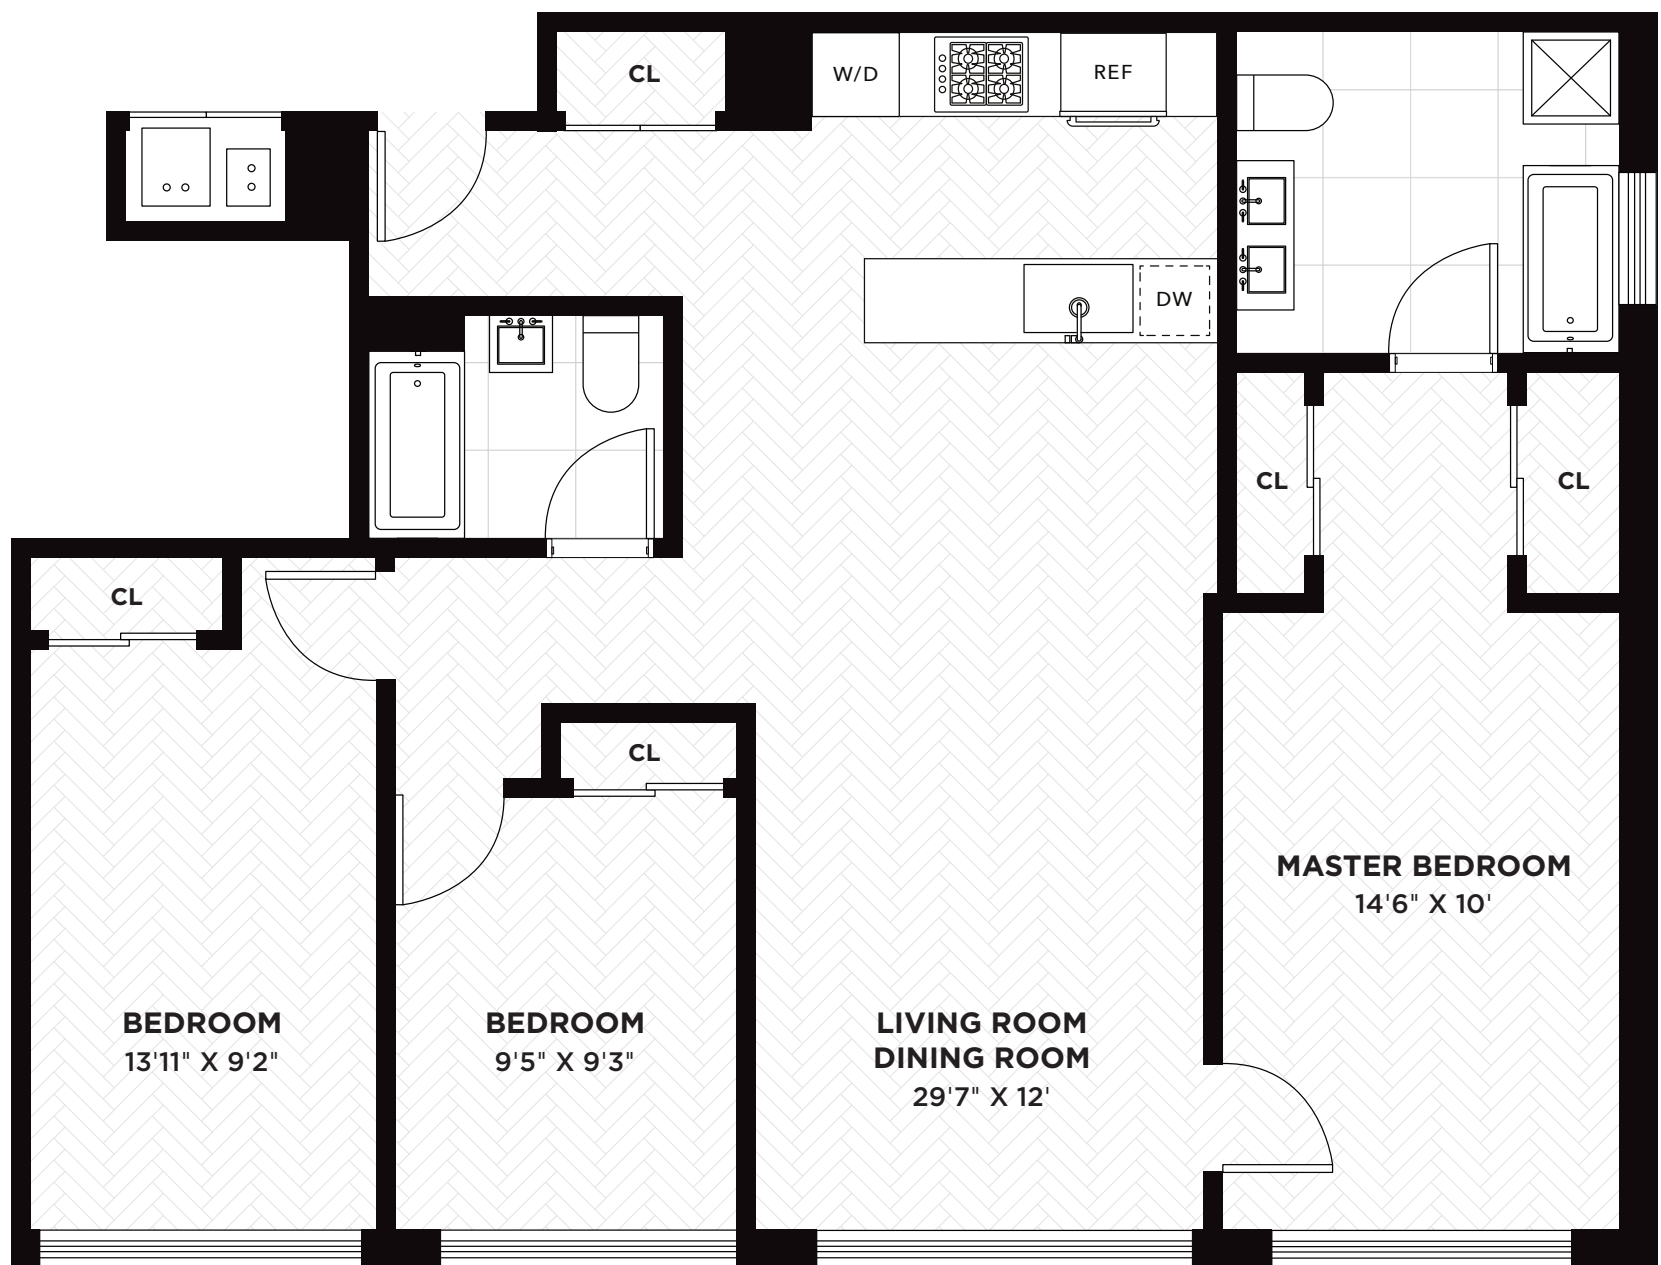 CL
W/D
REF
DW
CL
CL
CL
CL
MASTER BEDROOM
14'6" X 10'
BEDROOM
13'11" X 9'2"
BEDROOM
9'5" X 9'3"
LIVING ROOM
DINING ROOM
29'7" X 12'